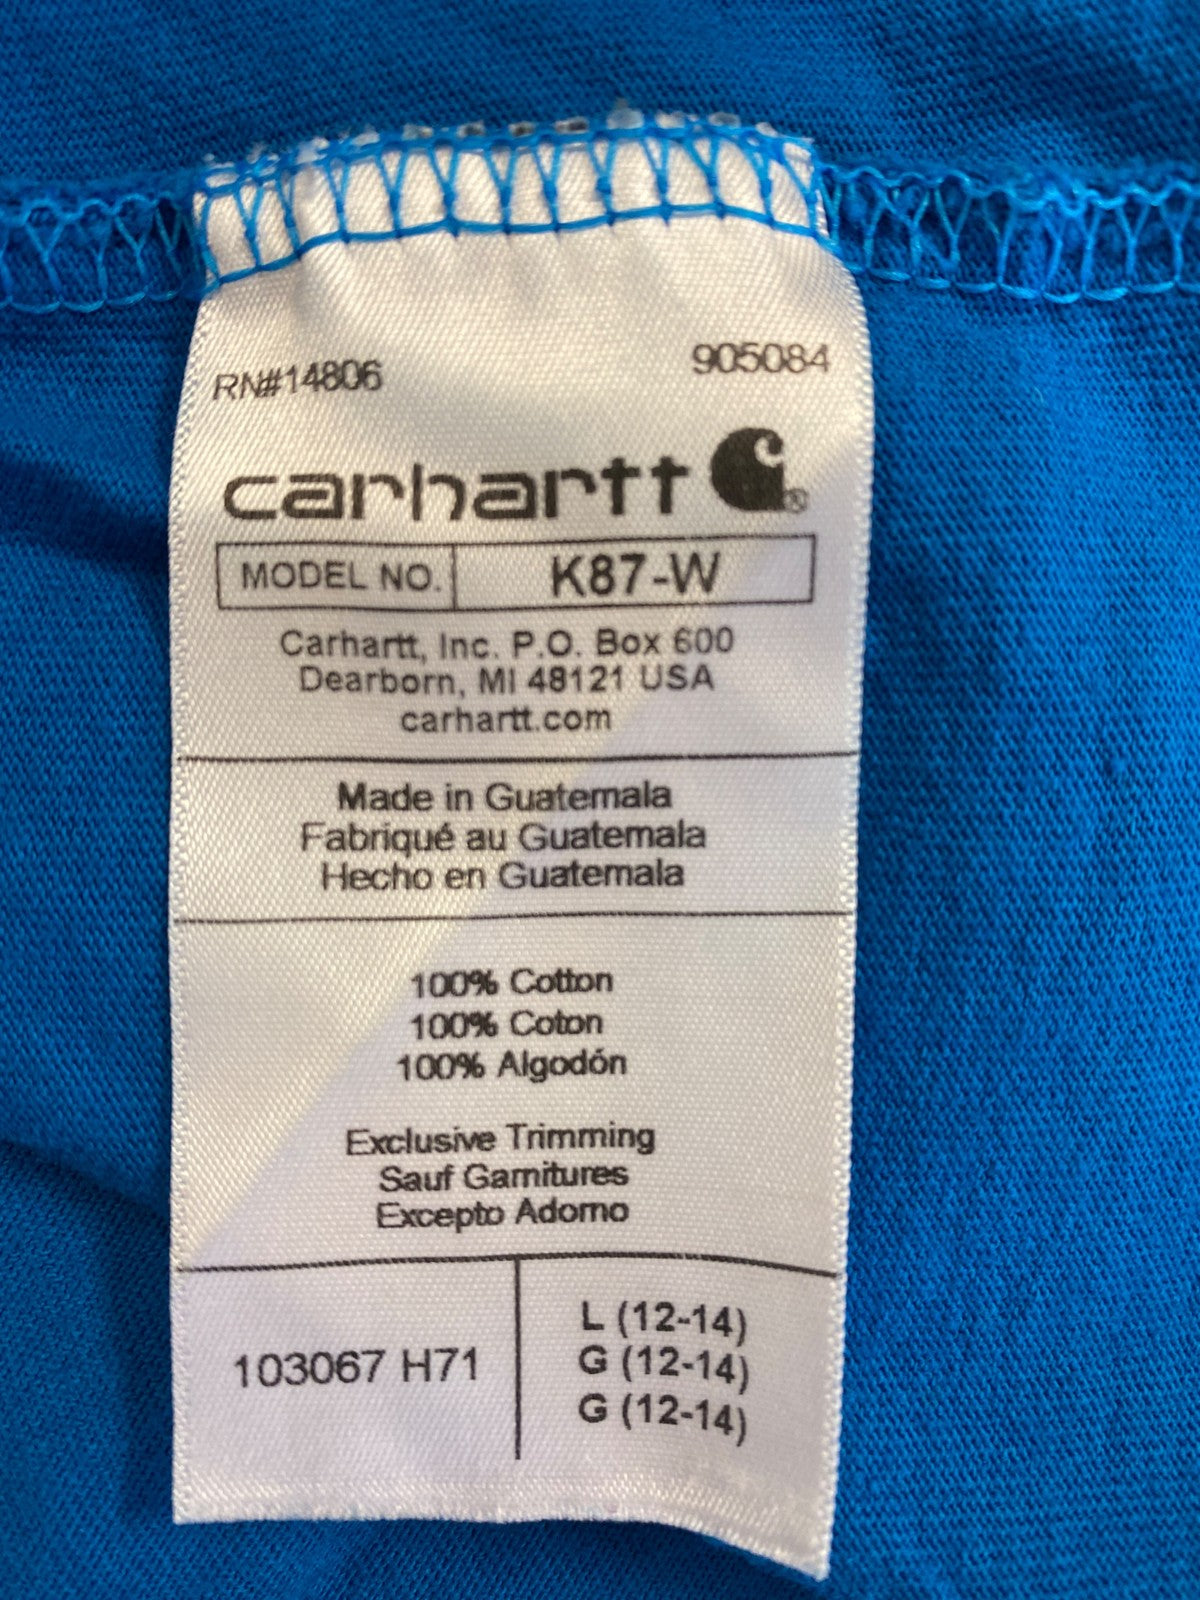 RN#14806 905084
carhartt ®
MODEL NO. K87-W
Carhartt, Inc. P.O. Box 600
Dearborn, MI 48121 USA
carhartt.com
Made in Guatemala
Fabriqué au Guatemala
Hecho en Guatemala
100% Cotton
100% Coton
100% Algodón
Exclusive Trimming
Sauf Garnitures
Excepto Adorno
103067 H71
L (12-14)
G (12-14)
G (12-14)